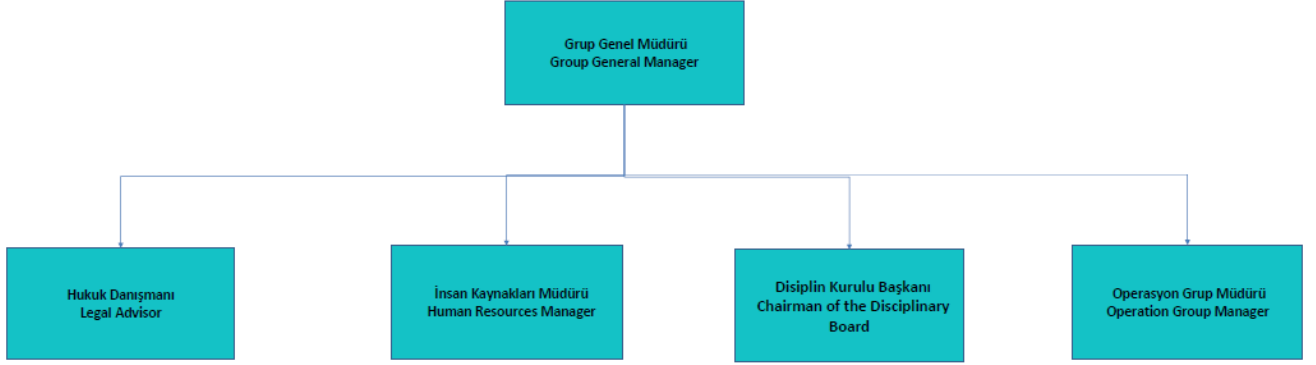 Grup Genel Müdürü
Group General Manager
Hukuk Danışmanı
Legal Advisor
İnsan Kaynakları Müdürü
Human Resources Manager
Disiplin Kurulu Başkanı
Chairman of the Disciplinary
Board
Operasyon Grup Müdürü
Operation Group Manager